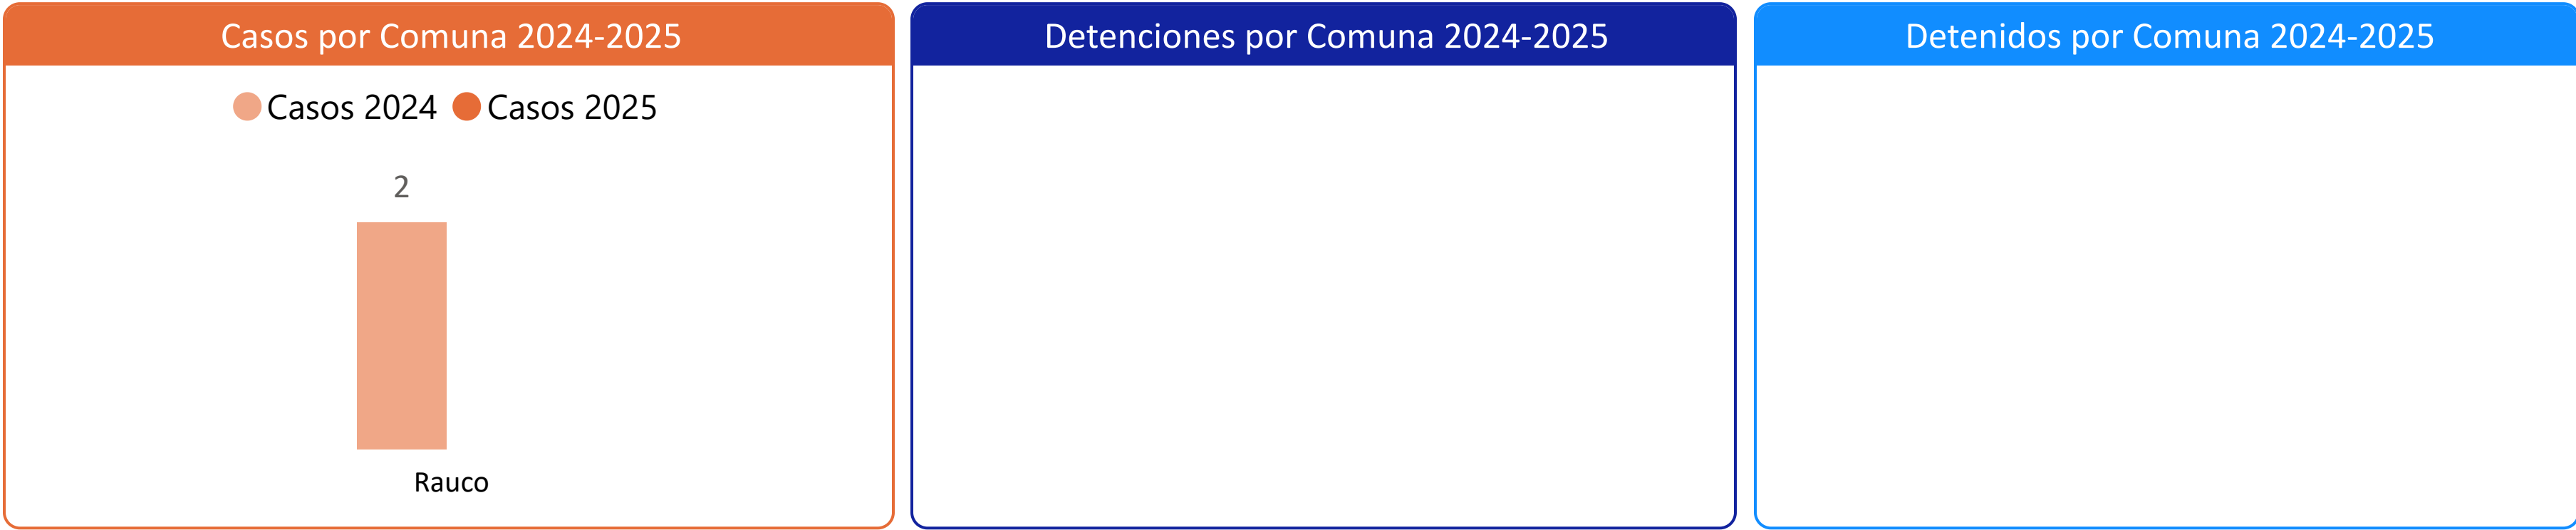 Casos por Comuna 2024-2025
Casos 2024 Casos 2025
2
Rauco
Detenciones por Comuna 2024-2025
Detenidos por Comuna 2024-2025